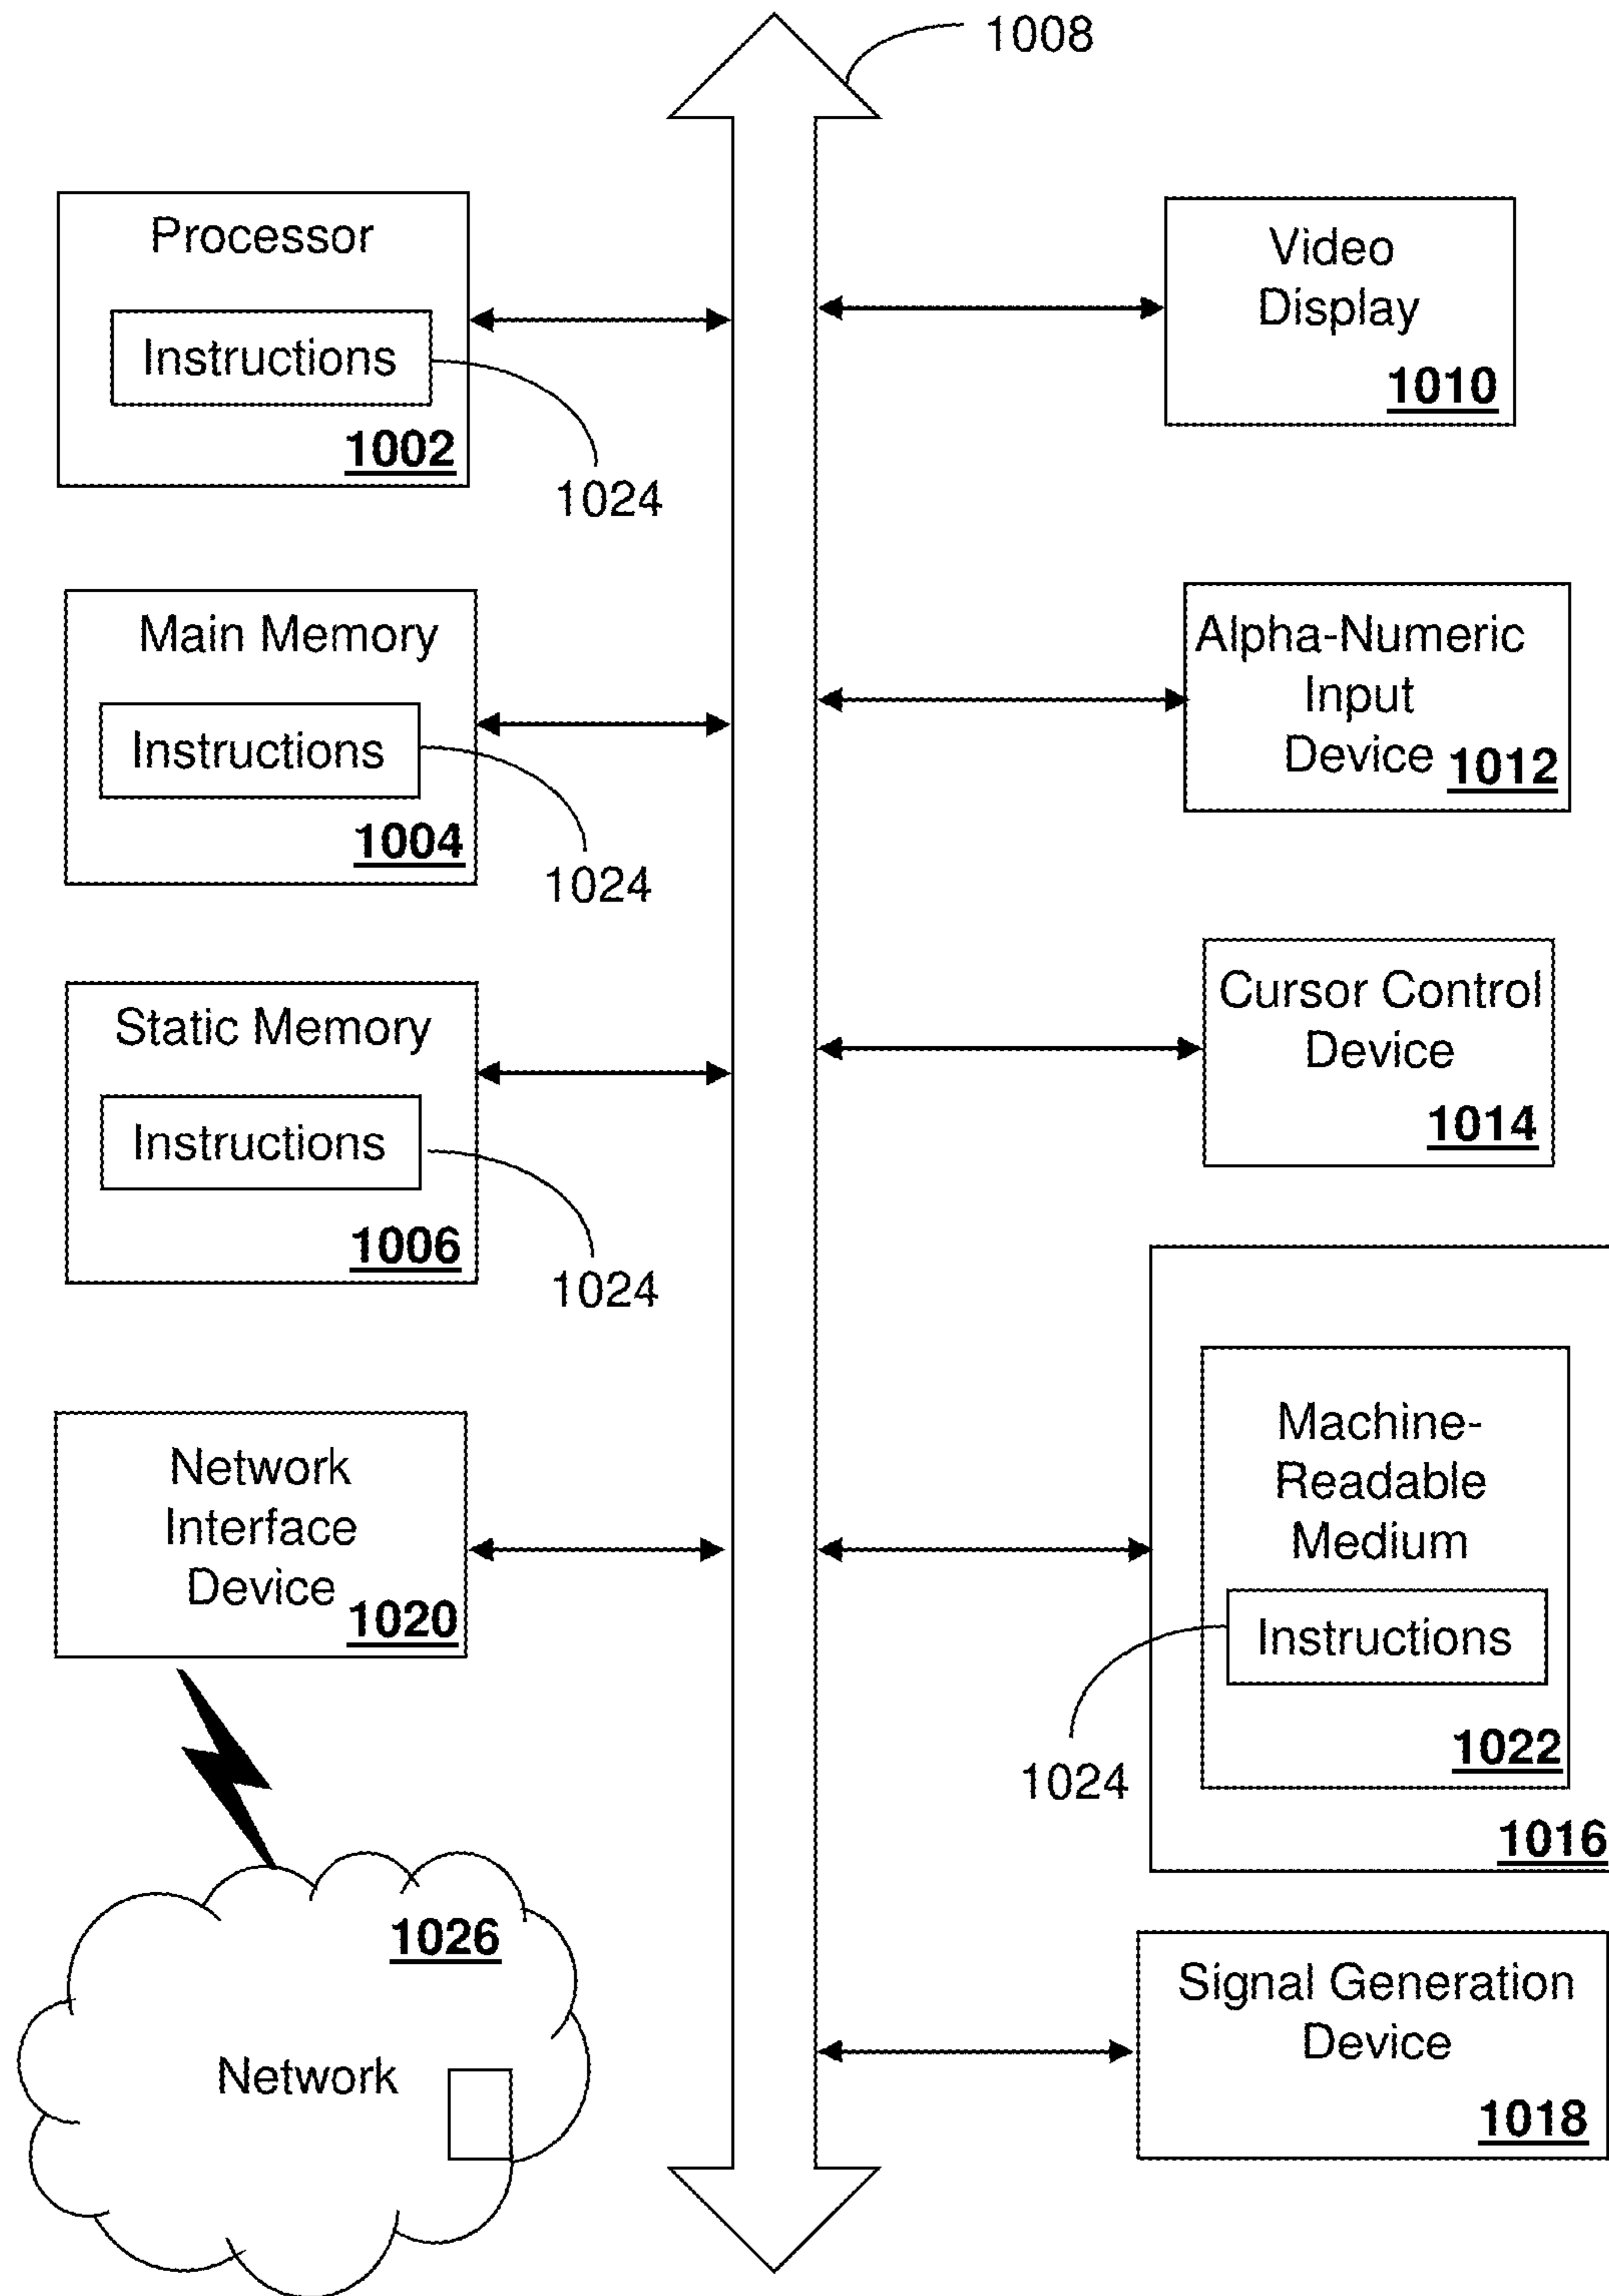 1008
Processor
Instructions
1002
1024
Main Memory
Instructions
1004
1024
Static Memory
Instructions
1006
1024
Network
Interface
Device
1020
1026
Network
Video
Display
1010
Alpha-Numeric
Input
Device 1012
Cursor Control
Device
1014
Machine-
Readable
Medium
Instructions
1022
1024
1016
Signal Generation
Device
1018